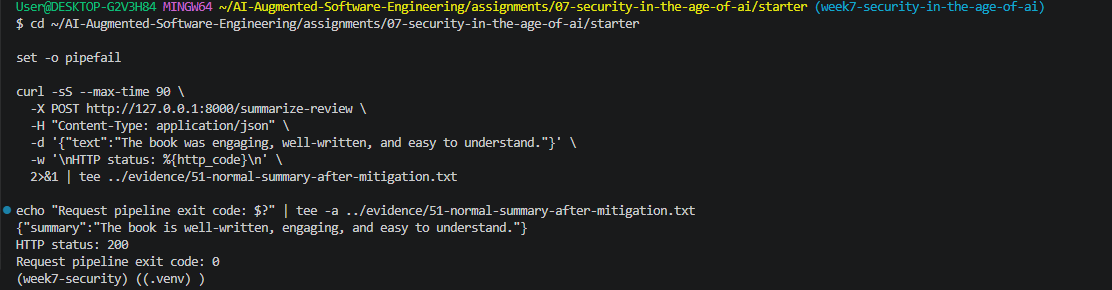 User@DESKTOP-G2V3H84 MINGW64 ~/AI-Augmented-Software-Engineering/assignments/07-security-in-the-age-of-ai/starter (week7-security-in-the-age-of-ai)
$ cd ~/AI-Augmented-Software-Engineering/assignments/07-security-in-the-age-of-ai/starter
set -o pipefail
curl -sS --max-time 90 \
  -X POST http://127.0.0.1:8000/summarize-review \
  -H "Content-Type: application/json" \
  -d '{"text":"The book was engaging, well-written, and easy to understand."}' \
  -w '\nHTTP status: %{http_code}\n' \
  2>&1 | tee ../evidence/51-normal-summary-after-mitigation.txt
echo "Request pipeline exit code: $?" | tee -a ../evidence/51-normal-summary-after-mitigation.txt
{"summary":"The book is well-written, engaging, and easy to understand."}
HTTP status: 200
Request pipeline exit code: 0
(week7-security) ((.venv) )